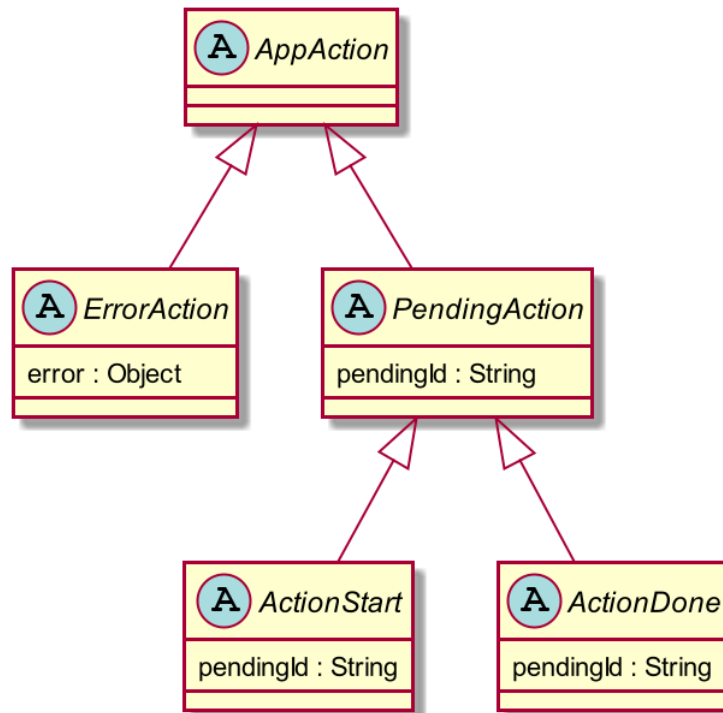 A AppAction
A ErrorAction
error : Object
A PendingAction
pendingId : String
A ActionStart
pendingId : String
A ActionDone
pendingId : String